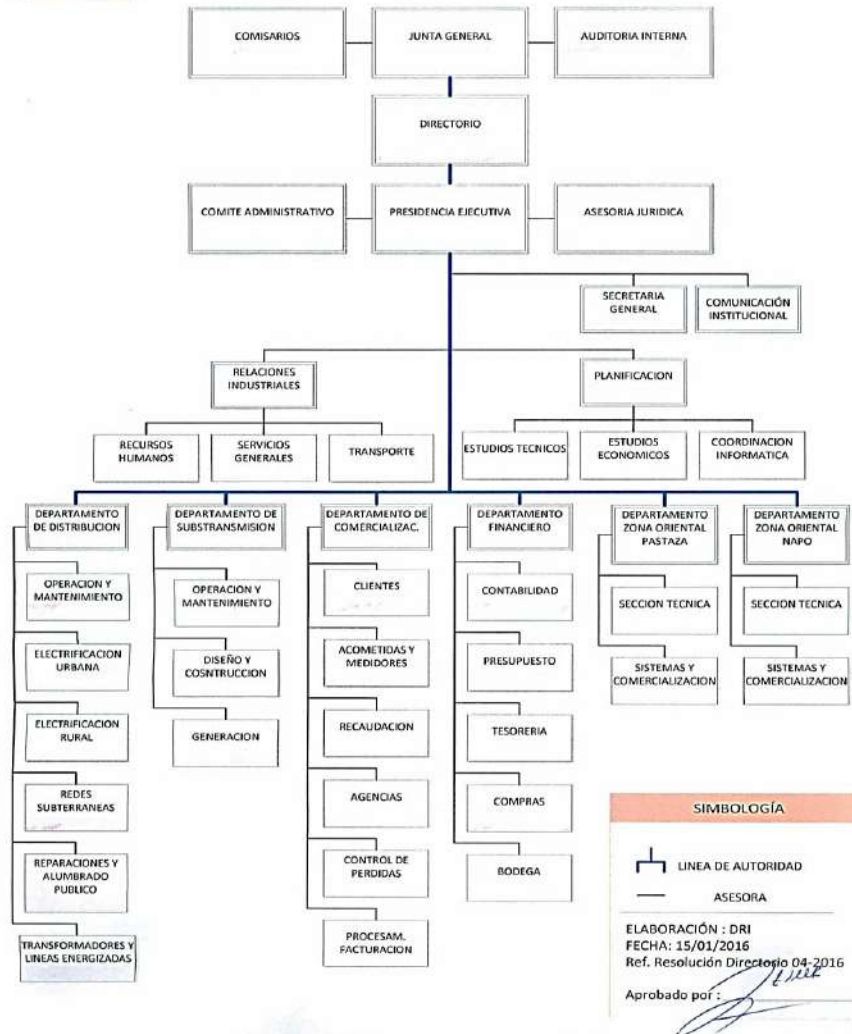 COMISARIOS
JUNTA GENERAL
AUDITORIA INTERNA
DIRECTORIO
COMITE ADMINISTRATIVO
PRESIDENCIA EJECUTIVA
ASESORIA JURIDICA
SECRETARIA
GENERAL
COMUNICACIÓN
INSTITUCIONAL
RELACIONES
INDUSTRIALES
PLANIFICACION
RECURSOS
HUMANOS
SERVICIOS
GENERALES
TRANSPORTE
ESTUDIOS TECNICOS
ESTUDIOS
ECONOMICOS
COORDINACION
INFORMATICA
DEPARTAMENTO
DE DISTRIBUCION
OPERACION Y
MANTENIMIENTO
ELECTRIFICACION
URBANA
ELECTRIFICACION
RURAL
REDES
SUBTERRANEAS
REPARACIONES Y
ALUMBRADO
PUBLICO
TRANSFORMADORES Y
LINEAS ENERGIZADAS
DEPARTAMENTO DE
SUBSTRANSMISION
OPERACION Y
MANTENIMIENTO
DISEÑO Y
COSNTRUCCION
GENERACION
DEPARTAMENTO DE
COMERCIALIZAC.
CLIENTES
ACOMETIDAS Y
MEDIDORES
RECAUDACION
AGENCIAS
CONTROL DE
PERDIDAS
PROCESAM.
FACTURACION
DEPARTAMENTO
FINANCIERO
CONTABILIDAD
PRESUPUESTO
TESORERIA
COMPRAS
BODEGA
DEPARTAMENTO
ZONA ORIENTAL
PASTAZA
SECCION TECNICA
SISTEMAS Y
COMERCIALIZACION
DEPARTAMENTO
ZONA ORIENTAL
NAPO
SECCION TECNICA
SISTEMAS Y
COMERCIALIZACION
SIMBOLOGÍA
LINEA DE AUTORIDAD
ASESORA
ELABORACIÓN : DRI
FECHA: 15/01/2016
Ref. Resolución Directorio 04-2016
Aprobado por :